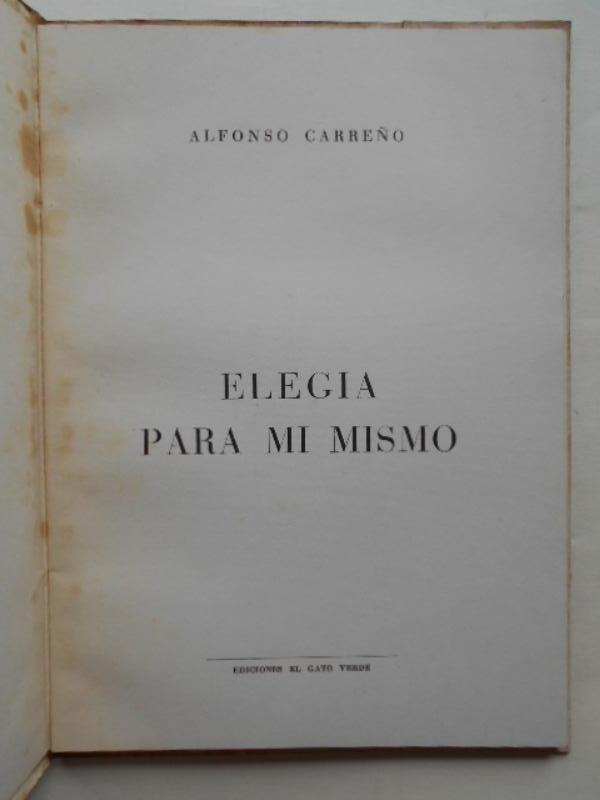 ALFONSO CARREÑO
ELEGIA
PARA MI MISMO
EDICIONES EL GATO VERDE